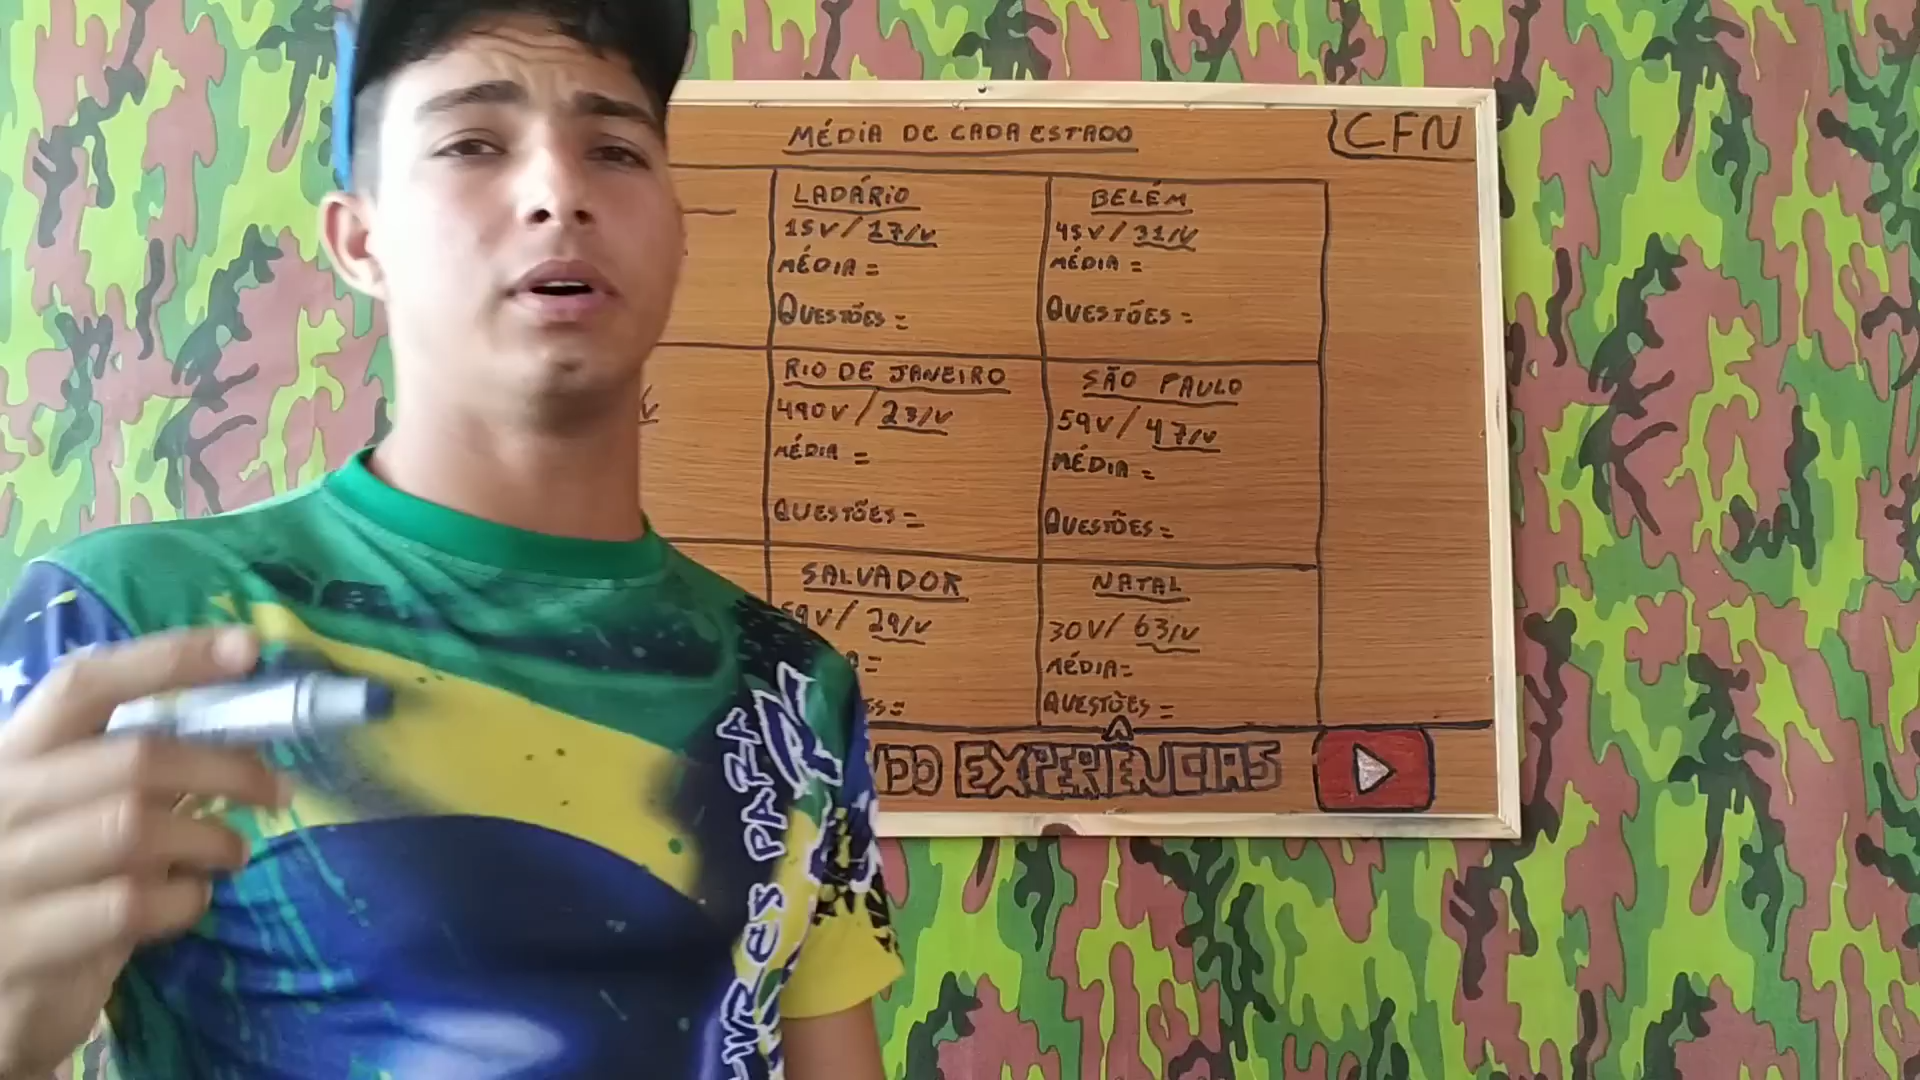 MÉDIA DE CADA ESTADO
CFN
LADÁRIO
15V/17/V
MÉDIA =
QUESTÕES =
BELÉM
45V/31/V
MÉDIA =
QUESTÕES =
RIO DE JANEIRO
490V/23/V
MÉDIA =
QUESTÕES =
SÃO PAULO
59V/47/V
MÉDIA =
QUESTÕES =
SALVADOR
59V/29/V
NATAL
30V/63/V
MÉDIA=
QUESTÕES =
EXPERIÊNCIAS
PARA